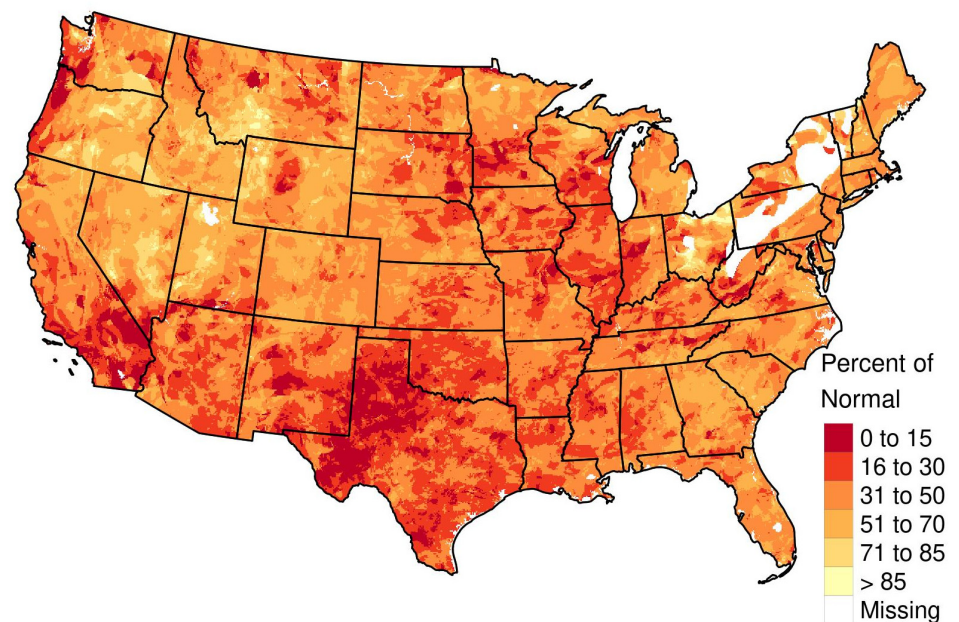 Percent of
Normal
0 to 15
16 to 30
31 to 50
51 to 70
71 to 85
> 85
Missing